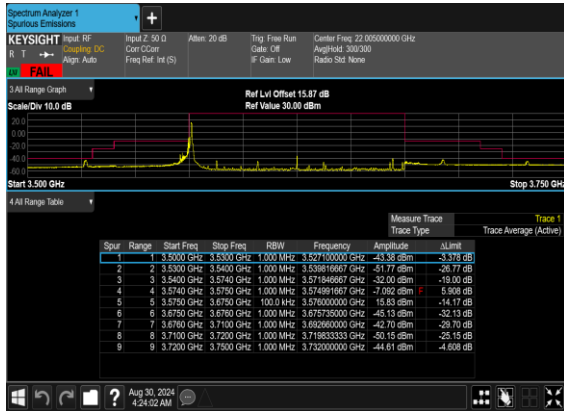 Spectrum Analyzer 1
Spurious Emissions
KEYSIGHT Input: RF Input Z: 50 Ω Atten: 20 dB Trig: Free Run Center Freq: 22.005000000 GHz
R T Coupling: DC Corr CCorr Gate: Off Avg|Hold: 300/300
Align: Auto Freq Ref: Int (S) IF Gain: Low Radio Std: None
LV FAIL
3 All Range Graph
Ref Lvl Offset 15.87 dB
Scale/Div 10.0 dB Ref Value 30.00 dBm
20.0
0.00
-20.0
-40.0
-60.0
Start 3.500 GHz Stop 3.750 GHz
4 All Range Table
Measure Trace Trace 1
Trace Type Trace Average (Active)
Spur Range Start Freq Stop Freq RBW Frequency Amplitude ΔLimit
1 1 3.5000 GHz 3.5300 GHz 1.000 MHz 3.527100000 GHz -43.38 dBm -3.378 dB
2 2 3.5300 GHz 3.5400 GHz 1.000 MHz 3.539816667 GHz -51.77 dBm -26.77 dB
3 3 3.5400 GHz 3.5740 GHz 1.000 MHz 3.571846667 GHz -32.00 dBm -19.00 dB
4 4 3.5740 GHz 3.5750 GHz 1.000 MHz 3.574991667 GHz -7.092 dBm F 5.908 dB
5 5 3.5750 GHz 3.6750 GHz 100.0 kHz 3.576000000 GHz 15.83 dBm -14.17 dB
6 6 3.6750 GHz 3.6760 GHz 1.000 MHz 3.675735000 GHz -45.13 dBm -32.13 dB
7 7 3.6760 GHz 3.7100 GHz 1.000 MHz 3.692660000 GHz -42.70 dBm -29.70 dB
8 8 3.7100 GHz 3.7200 GHz 1.000 MHz 3.719833333 GHz -50.15 dBm -25.15 dB
9 9 3.7200 GHz 3.7500 GHz 1.000 MHz 3.732000000 GHz -44.61 dBm -4.608 dB
Aug 30, 2024
4:24:02 AM